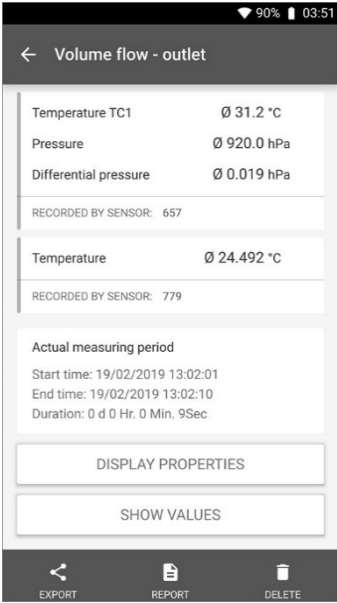 90% 03:51
Volume flow - outlet
Temperature TC1 Ø 31.2 °C
Pressure Ø 920.0 hPa
Differential pressure Ø 0.019 hPa
RECORDED BY SENSOR: 657
Temperature Ø 24.492 °C
RECORDED BY SENSOR: 779
Actual measuring period
Start time: 19/02/2019 13:02:01
End time: 19/02/2019 13:02:10
Duration: 0 d 0 Hr. 0 Min. 9Sec
DISPLAY PROPERTIES
SHOW VALUES
EXPORT REPORT DELETE